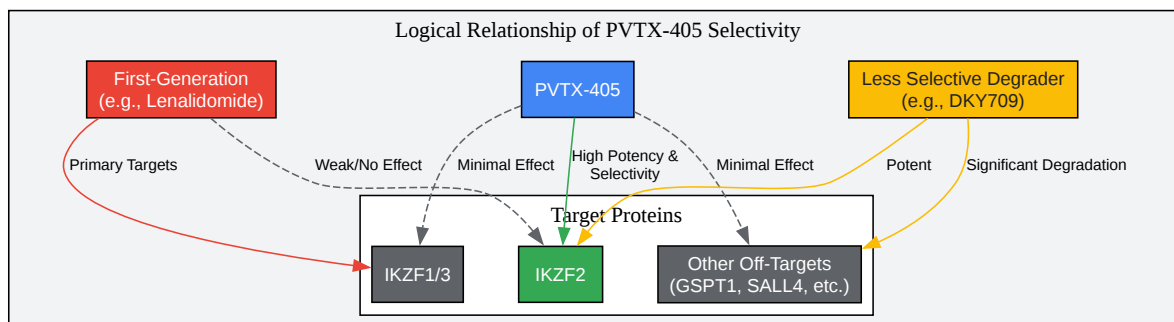 Logical Relationship of PVTX-405 Selectivity
First-Generation
(e.g., Lenalidomide)
PVTX-405
Less Selective Degrader
(e.g., DKY709)
Primary Targets
Weak/No Effect
Minimal Effect
High Potency &
Selectivity
Minimal Effect
Potent
Significant Degradation
Target Proteins
IKZF1/3
IKZF2
Other Off-Targets
(GSPT1, SALL4, etc.)